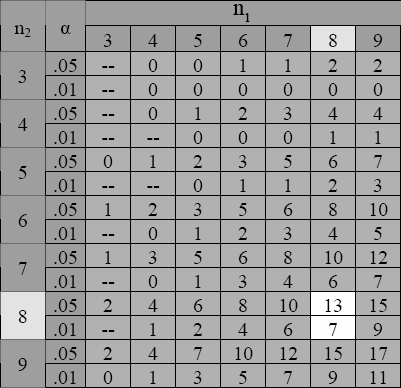 n1
n2 α 3 4 5 6 7 8 9
3 .05 -- 0 0 1 1 2 2
.01 -- 0 0 0 0 0 0
4 .05 -- 0 1 2 3 4 4
.01 -- -- 0 0 0 1 1
5 .05 0 1 2 3 5 6 7
.01 -- -- 0 1 1 2 3
6 .05 1 2 3 5 6 8 10
.01 -- 0 1 2 3 4 5
7 .05 1 3 5 6 8 10 12
.01 -- 0 1 3 4 6 7
8 .05 2 4 6 8 10 13 15
.01 -- 1 2 4 6 7 9
9 .05 2 4 7 10 12 15 17
.01 0 1 3 5 7 9 11